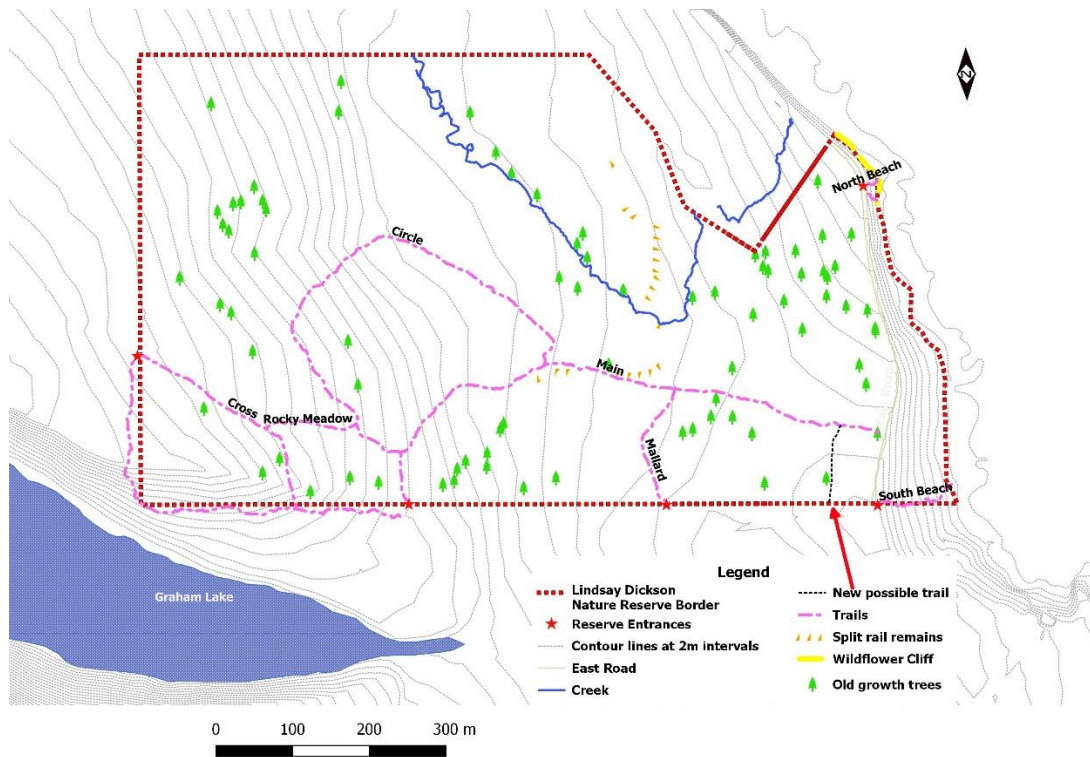 Z
North Beach
Circle
Main
Cross
Rocky Meadow
Mallard
South Beach
Graham Lake
Legend
Lindsay Dickson
Nature Reserve Border
Reserve Entrances
Contour lines at 2m intervals
East Road
Creek
New possible trail
Trails
Split rail remains
Wildflower Cliff
Old growth trees
0 100 200 300 m